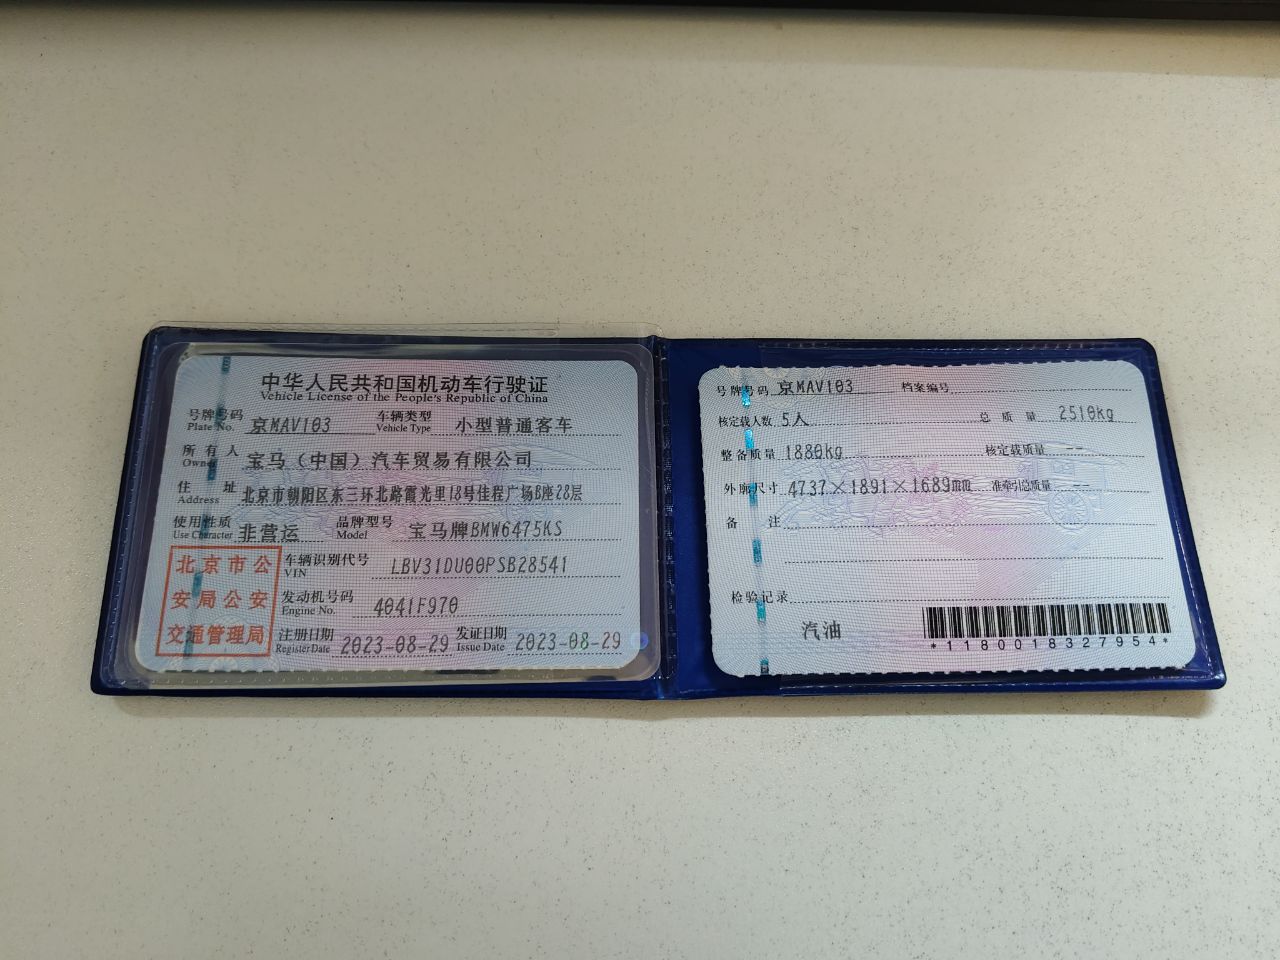 中华人民共和国机动车行驶证
Vehicle License of the People's Republic of China
号牌号码 京MAV103 车辆类型 小型普通客车
Plate No. Vehicle Type
所有人 宝马（中国）汽车贸易有限公司
Owner
住址 北京市朝阳区东三环北路霞光里18号佳程广场B座28层
Address
使用性质 非营运 品牌型号 宝马牌BMW6475KS
Use Character Model
北京市公
安局公安
交通管理局
车辆识别代号 LBV31DU00PSB28541
VIN
发动机号码 4041F970
Engine No.
注册日期 2023-08-29 发证日期 2023-08-29
Register Date Issue Date
号牌号码 京MAV103 档案编号
核定载人数 5人 总质量 2510kg
整备质量 1880kg 核定载质量 --
外廓尺寸 4737×1891×1689mm 准牵引总质量 --
备注
检验记录
汽油
*1180018327954*